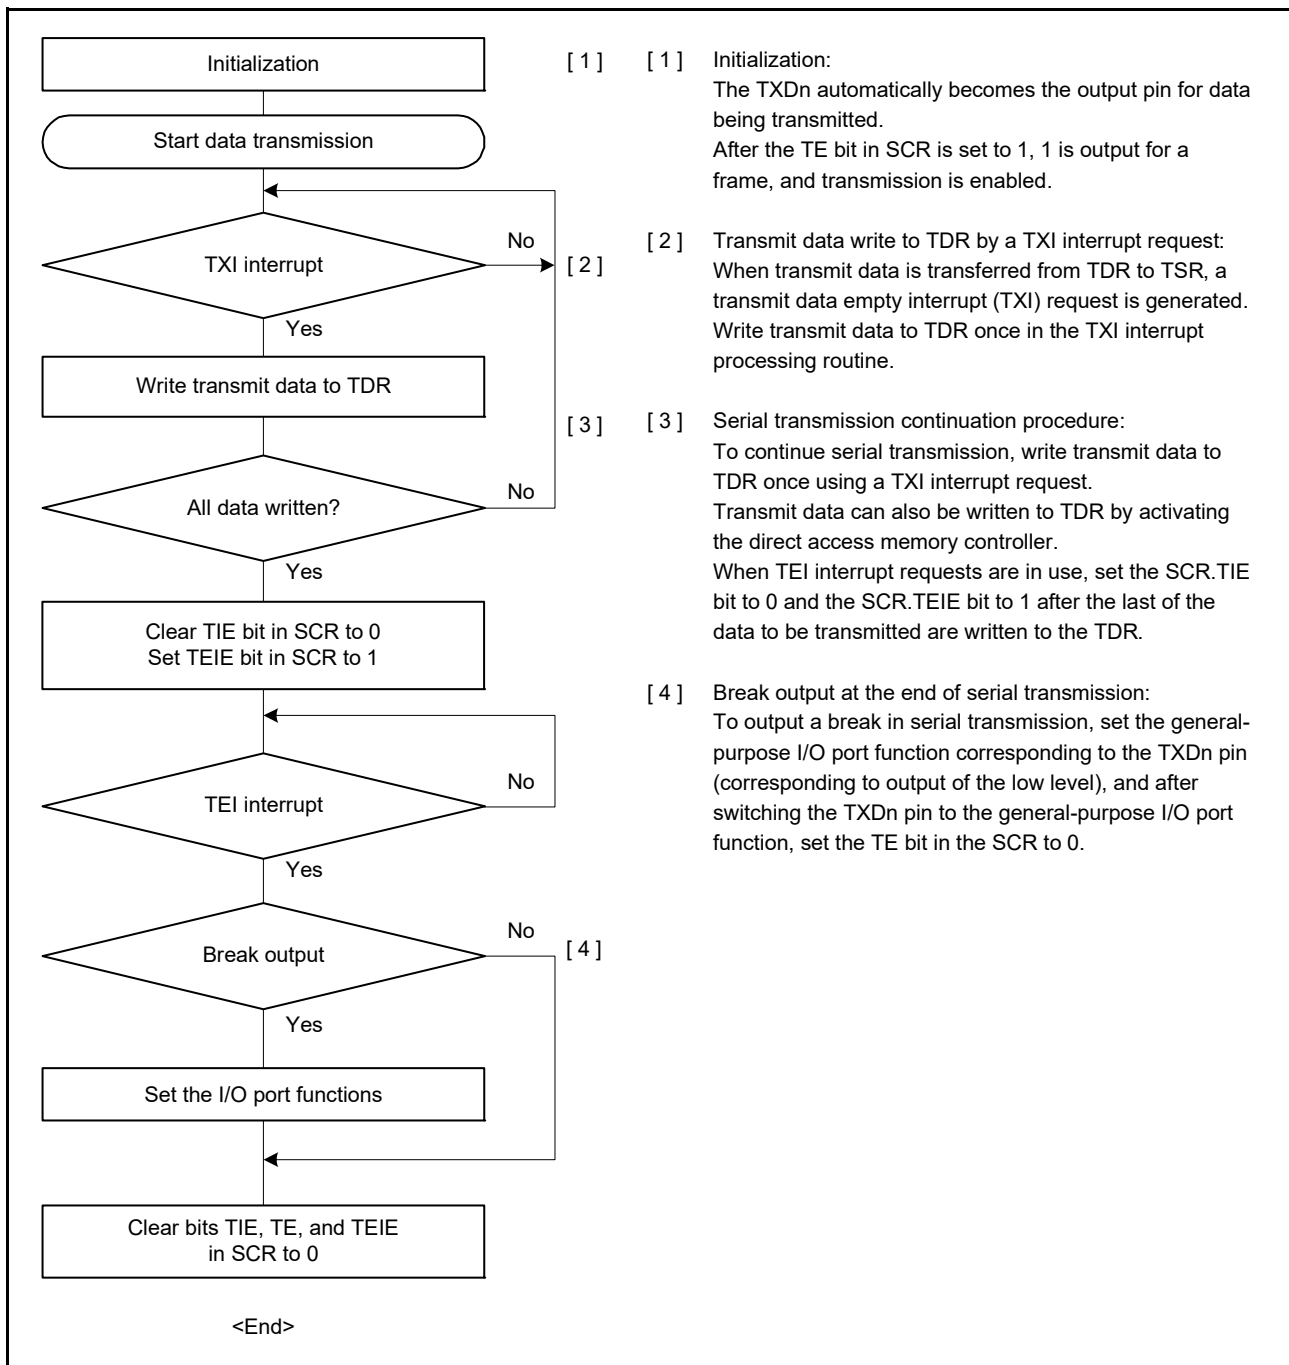 Initialization
[ 1 ]
Start data transmission
TXI interrupt
No
[ 2 ]
Yes
Write transmit data to TDR
[ 3 ]
All data written?
No
Yes
Clear TIE bit in SCR to 0
Set TEIE bit in SCR to 1
TEI interrupt
No
Yes
Break output
No
[ 4 ]
Yes
Set the I/O port functions
Clear bits TIE, TE, and TEIE
in SCR to 0
<End>
[ 1 ] Initialization:
The TXDn automatically becomes the output pin for data
being transmitted.
After the TE bit in SCR is set to 1, 1 is output for a
frame, and transmission is enabled.
[ 2 ] Transmit data write to TDR by a TXI interrupt request:
When transmit data is transferred from TDR to TSR, a
transmit data empty interrupt (TXI) request is generated.
Write transmit data to TDR once in the TXI interrupt
processing routine.
[ 3 ] Serial transmission continuation procedure:
To continue serial transmission, write transmit data to
TDR once using a TXI interrupt request.
Transmit data can also be written to TDR by activating
the direct access memory controller.
When TEI interrupt requests are in use, set the SCR.TIE
bit to 0 and the SCR.TEIE bit to 1 after the last of the
data to be transmitted are written to the TDR.
[ 4 ] Break output at the end of serial transmission:
To output a break in serial transmission, set the general-
purpose I/O port function corresponding to the TXDn pin
(corresponding to output of the low level), and after
switching the TXDn pin to the general-purpose I/O port
function, set the TE bit in the SCR to 0.